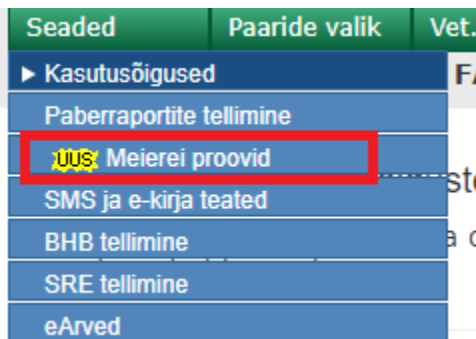 Seaded Paaride valik Vet.
Kasutusõigused
Paberraportite tellimine
UUS Meierei proovid
SMS ja e-kirja teated
BHB tellimine
SRE tellimine
eArved